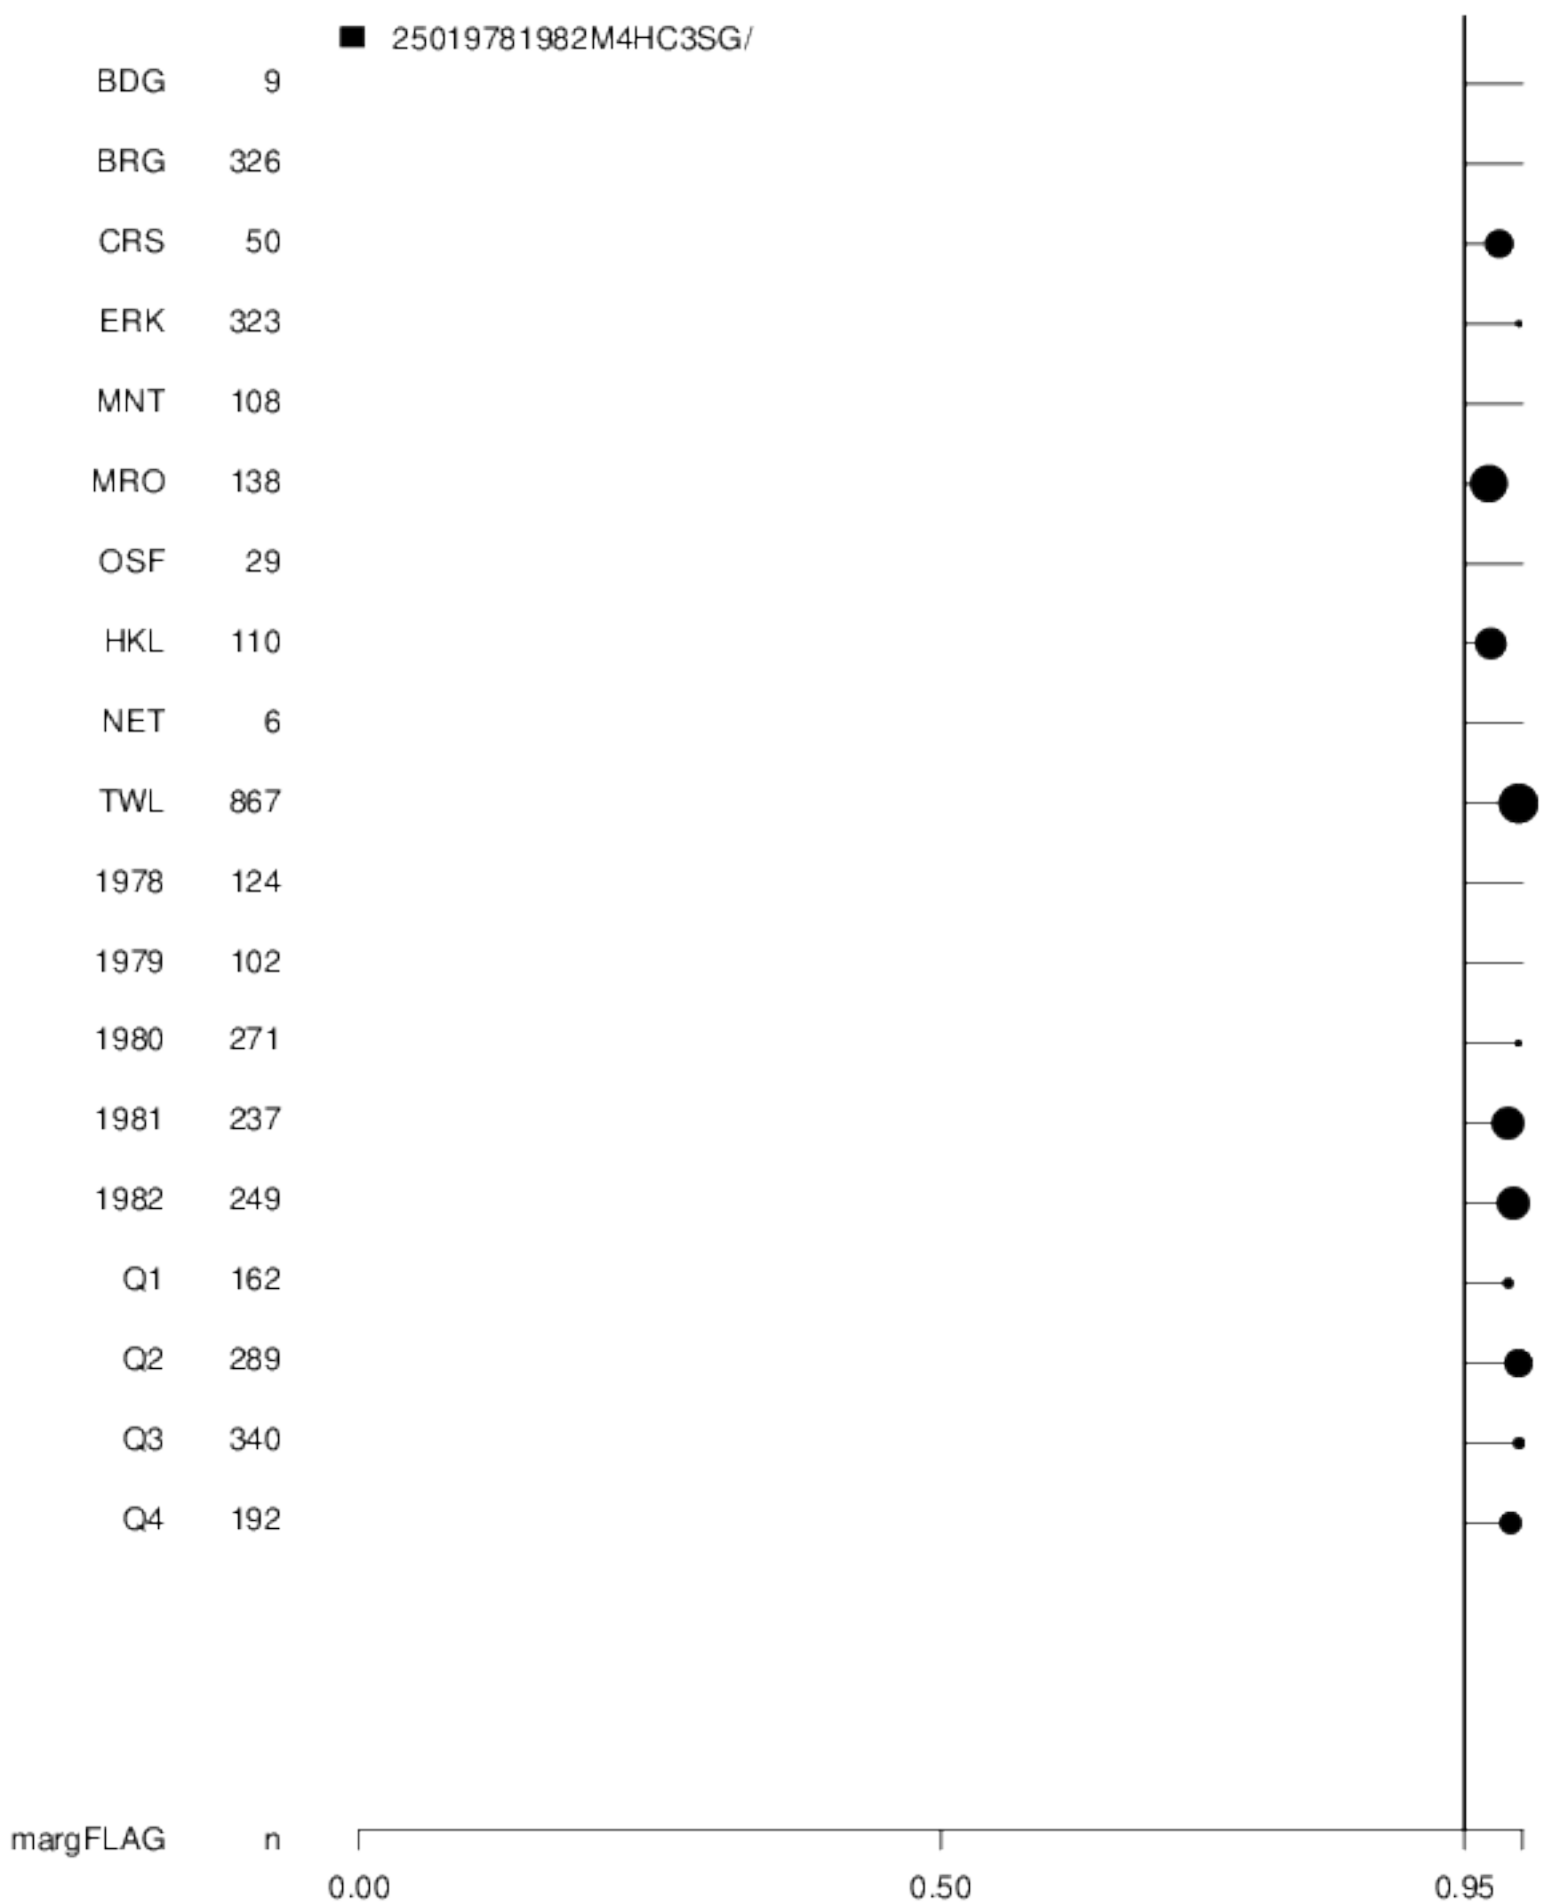 25019781982M4HC3SG/
BDG 9
BRG 326
CRS 50
ERK 323
MNT 108
MRO 138
OSF 29
HKL 110
NET 6
TWL 867
1978 124
1979 102
1980 271
1981 237
1982 249
Q1 162
Q2 289
Q3 340
Q4 192
margFLAG n
0.00 0.50 0.95